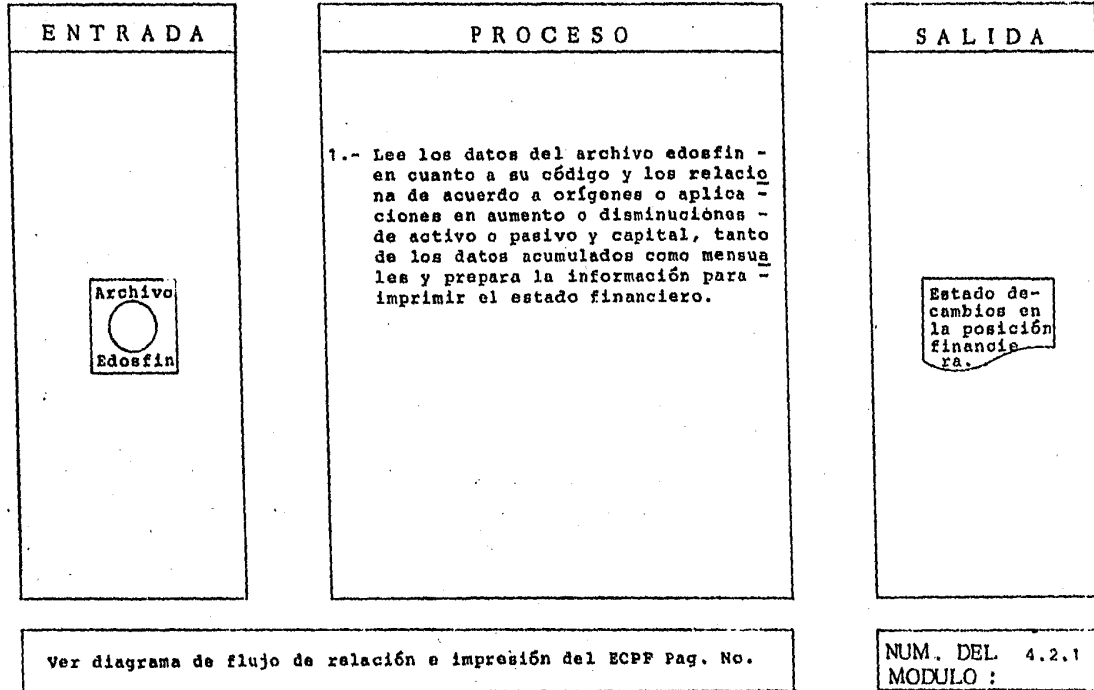 ENTRADA
PROCESO
SALIDA
1.- Lee los datos del archivo edosfin -
en cuanto a su código y los relacio
na de acuerdo a orígenes o aplica -
ciones en aumento o disminuciónes -
de activo o pasivo y capital, tanto
de los datos acumulados como mensua
les y prepara la información para -
imprimir el estado financiero.
Archivo
Edosfin
Estado de-
cambios en
la posición
financie
ra.
Ver diagrama de flujo de relación e impresión del ECPF Pag. No.
NUM. DEL 4.2.1
MODULO :